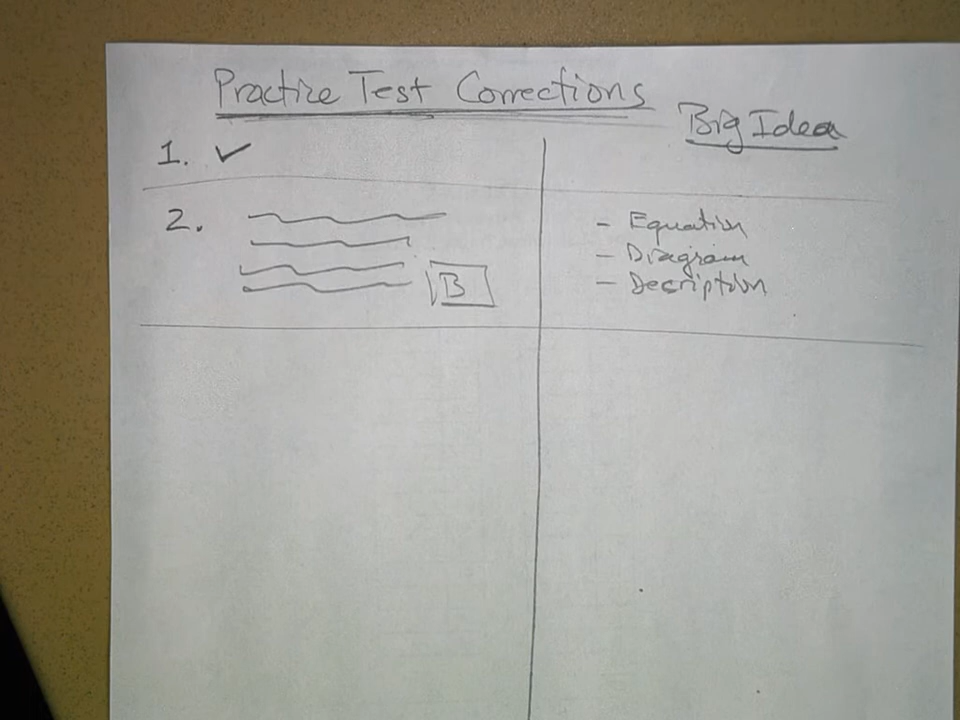 Practice Test Corrections
Big Idea
1. ✓
2.
B
- Equation
- Diagram
- Description